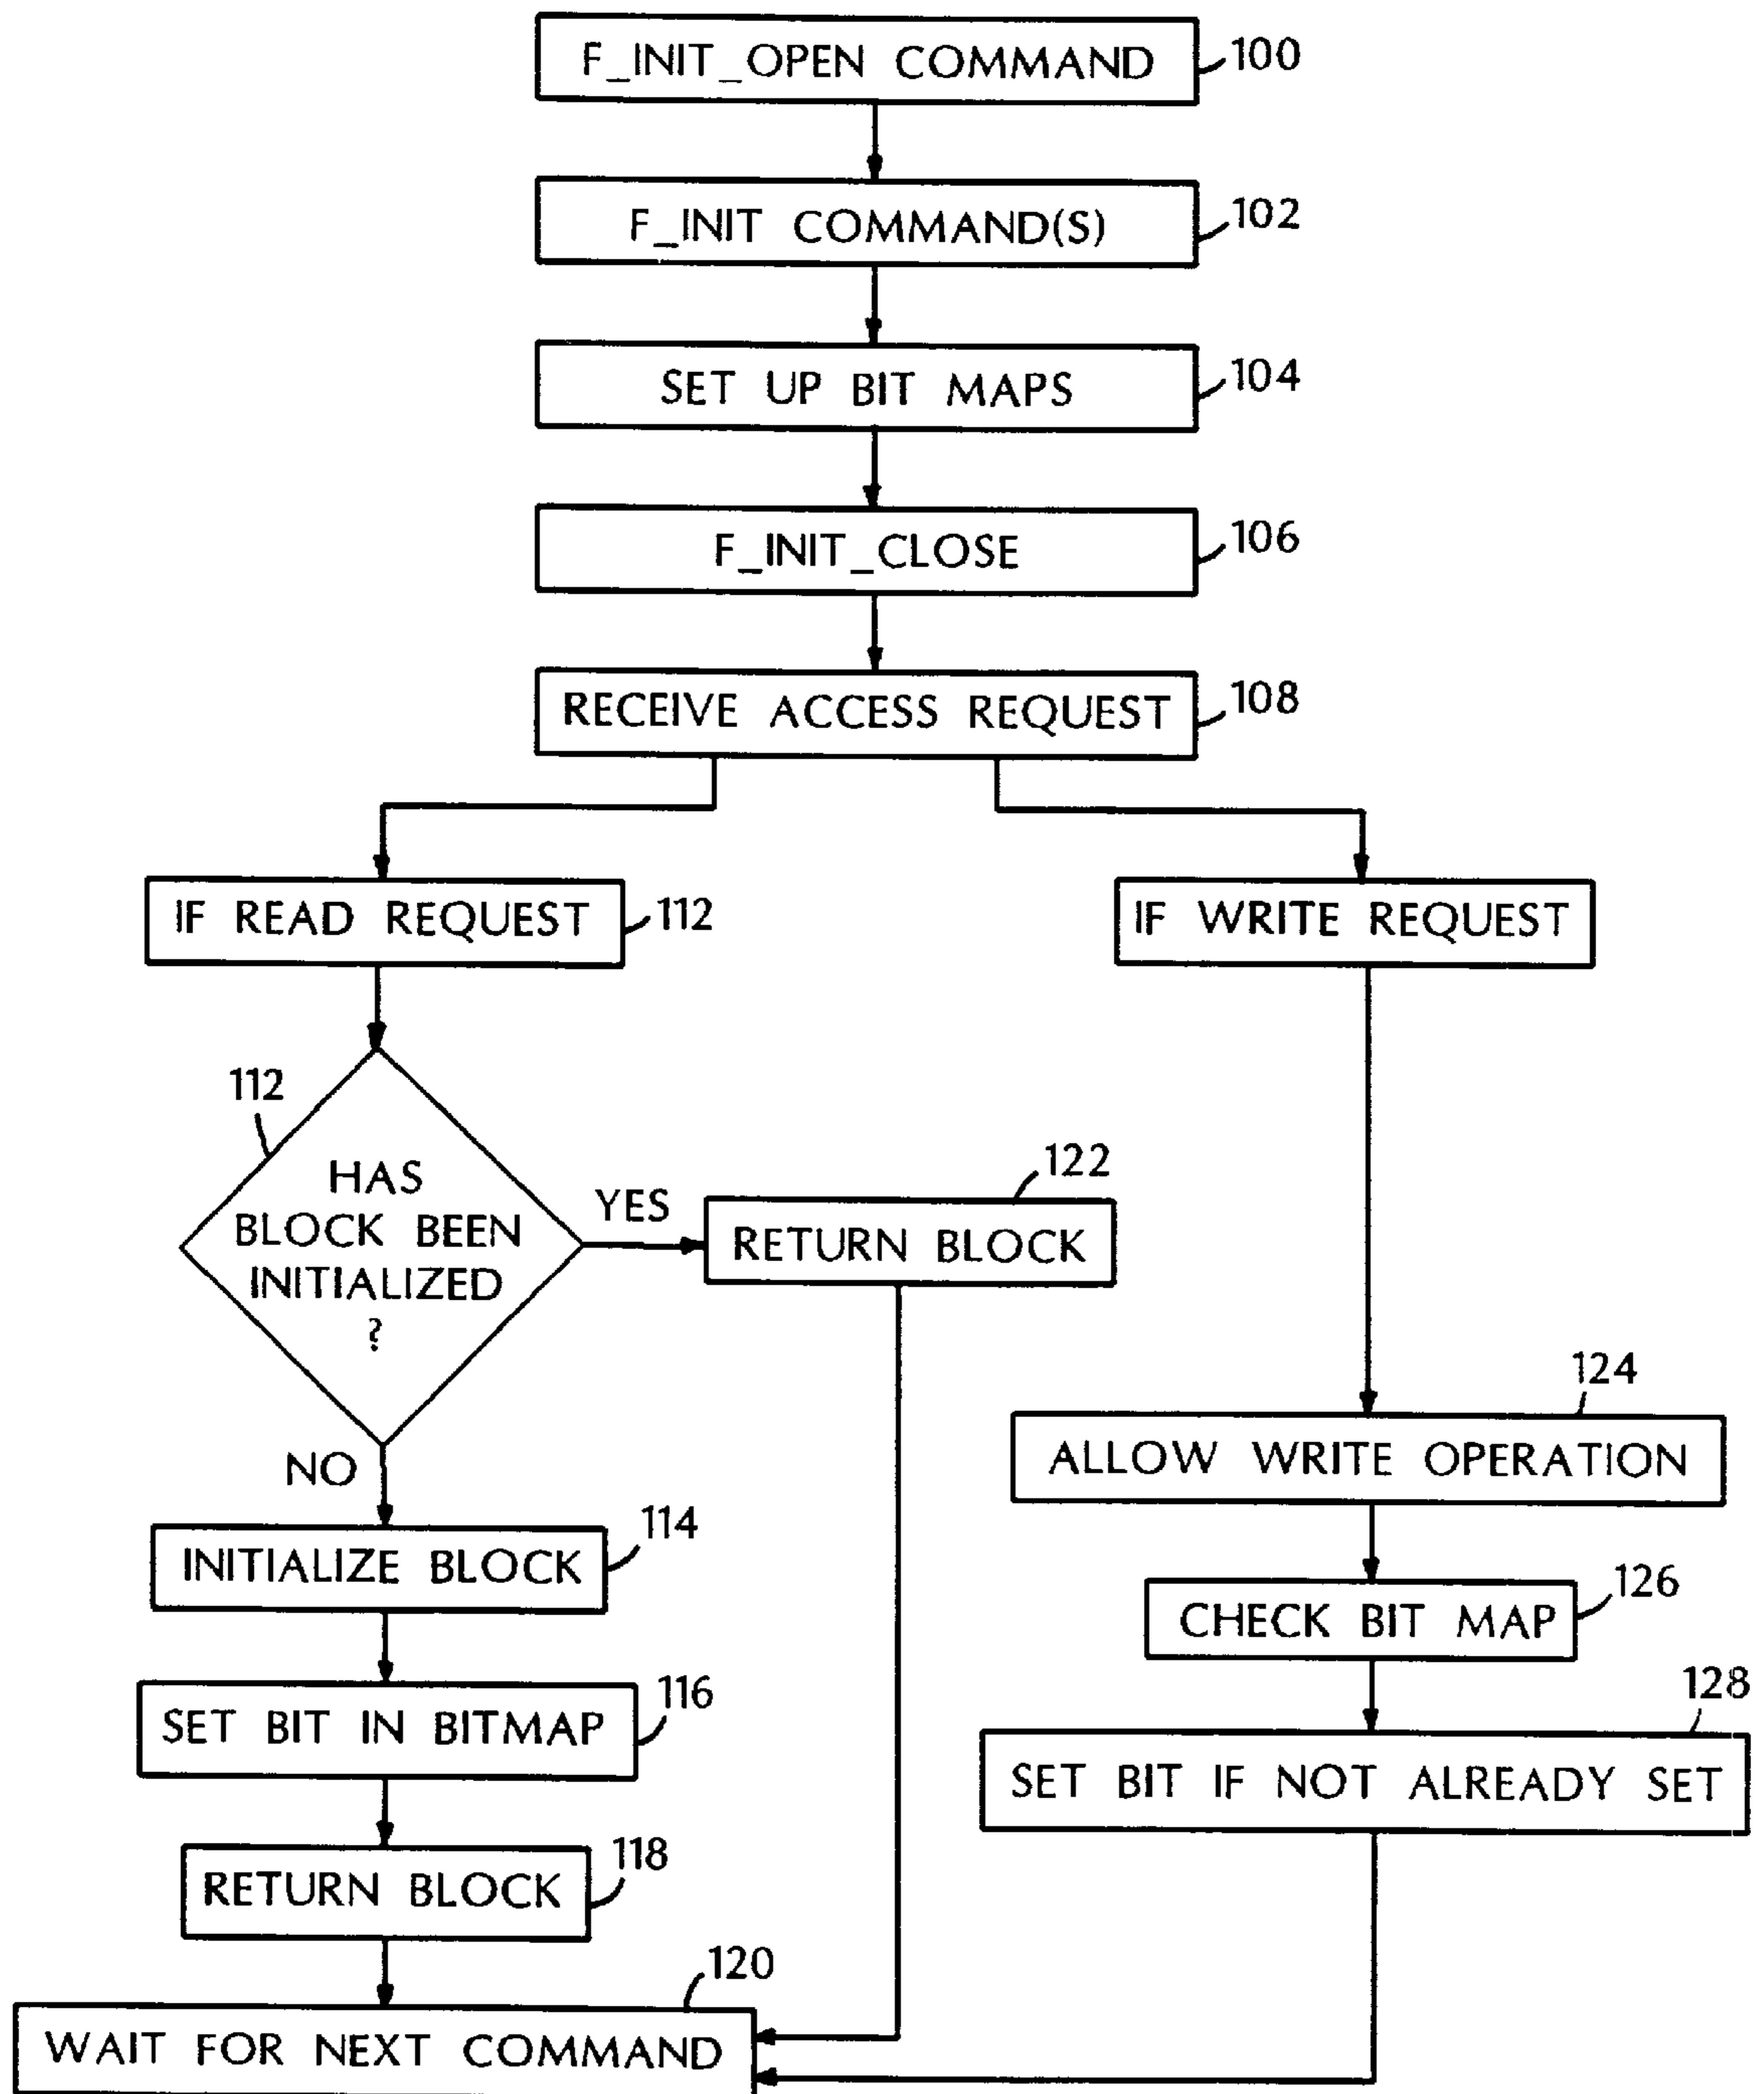 F_INIT_OPEN COMMAND
100
F_INIT COMMAND(S)
102
SET UP BIT MAPS
104
F_INIT_CLOSE
106
RECEIVE ACCESS REQUEST
108
IF READ REQUEST
112
IF WRITE REQUEST
112
HAS
BLOCK BEEN
INITIALIZED
?
YES
122
RETURN BLOCK
NO
124
ALLOW WRITE OPERATION
114
INITIALIZE BLOCK
126
CHECK BIT MAP
116
SET BIT IN BITMAP
128
SET BIT IF NOT ALREADY SET
118
RETURN BLOCK
120
WAIT FOR NEXT COMMAND